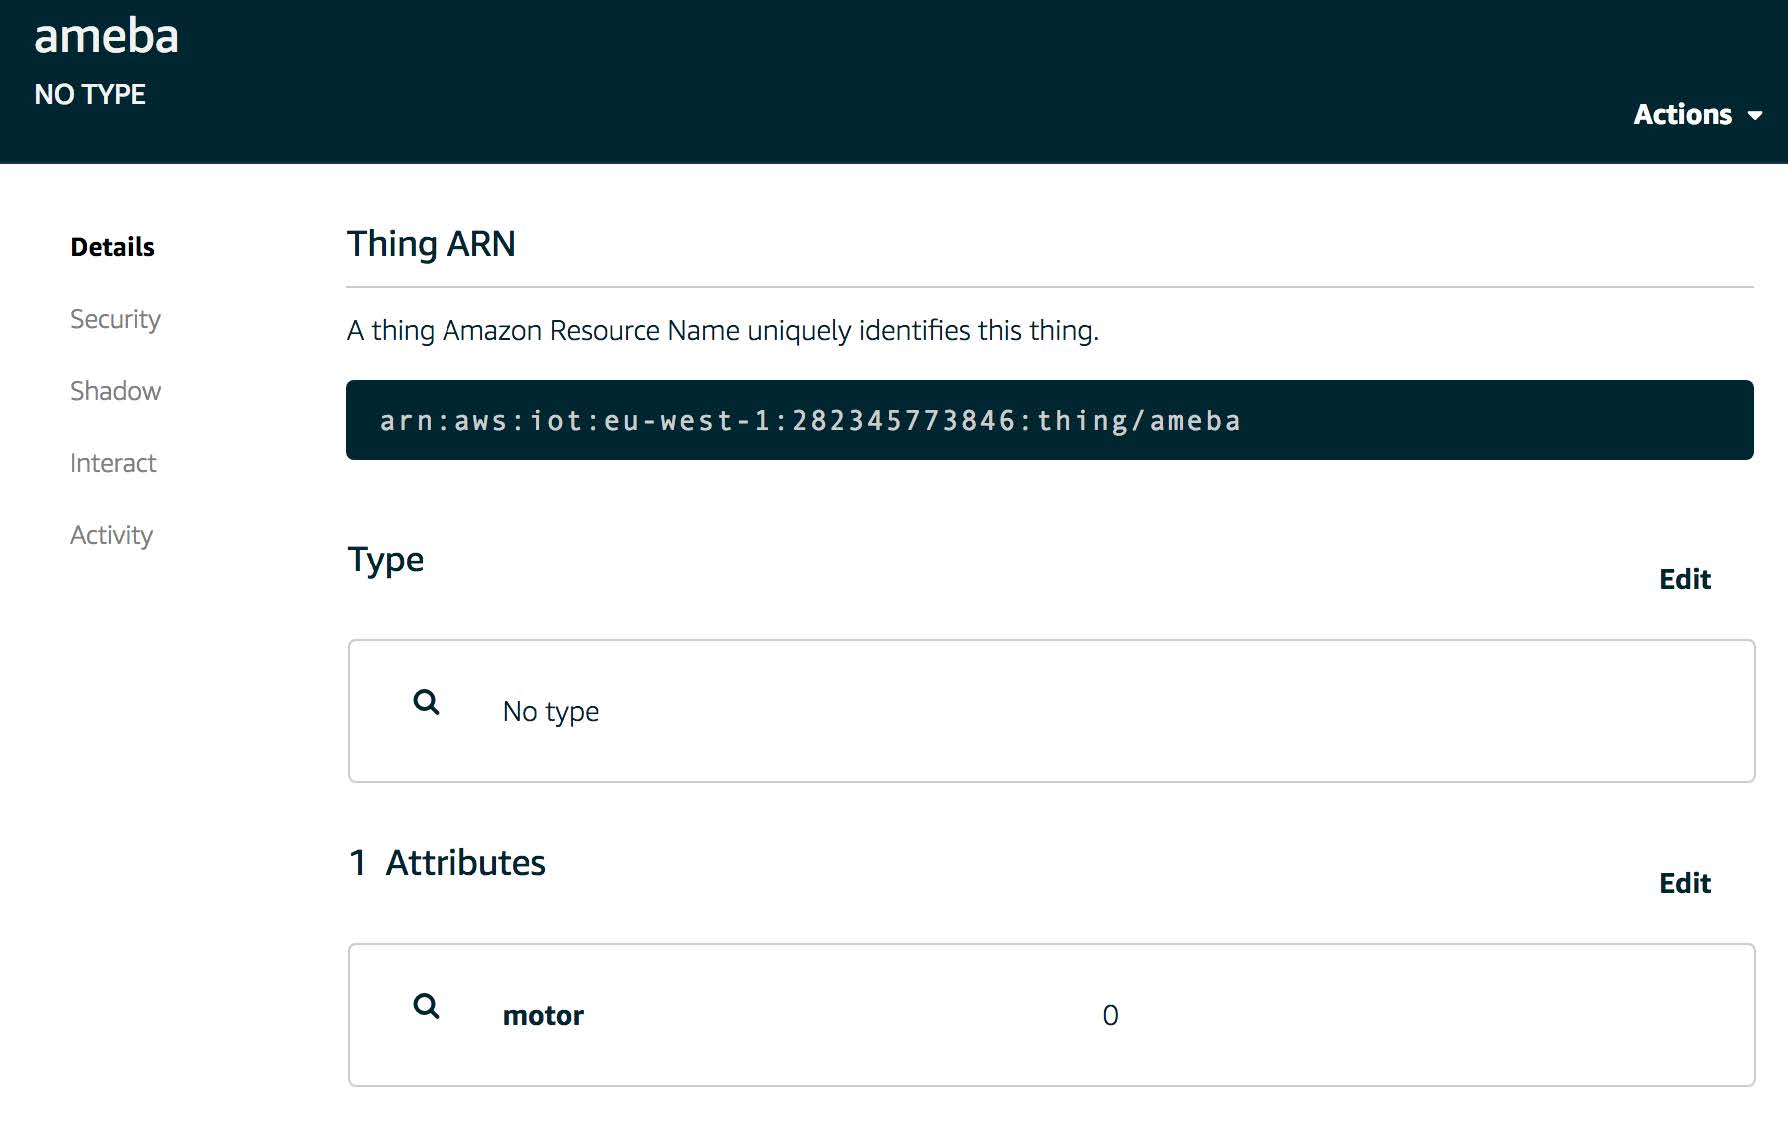 ameba
NO TYPE
Actions
Details
Security
Shadow
Interact
Activity
Thing ARN
A thing Amazon Resource Name uniquely identifies this thing.
arn:aws:iot:eu-west-1:282345773846:thing/ameba
Type
Edit
No type
1 Attributes
Edit
motor 0